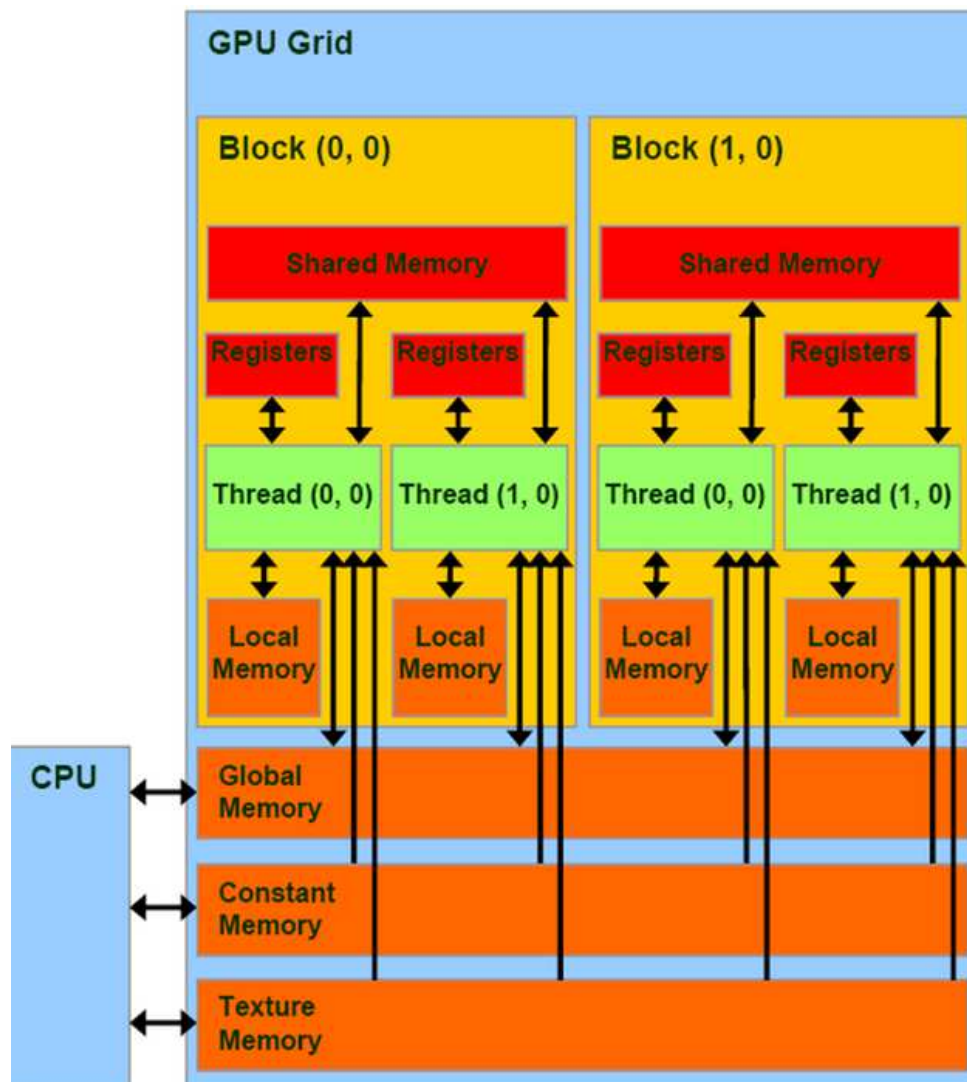 GPU Grid
Block (0, 0)
Block (1, 0)
Shared Memory
Shared Memory
Registers
Registers
Registers
Registers
Thread (0, 0)
Thread (1, 0)
Thread (0, 0)
Thread (1, 0)
Local
Memory
Local
Memory
Local
Memory
Local
Memory
CPU
Global
Memory
Constant
Memory
Texture
Memory